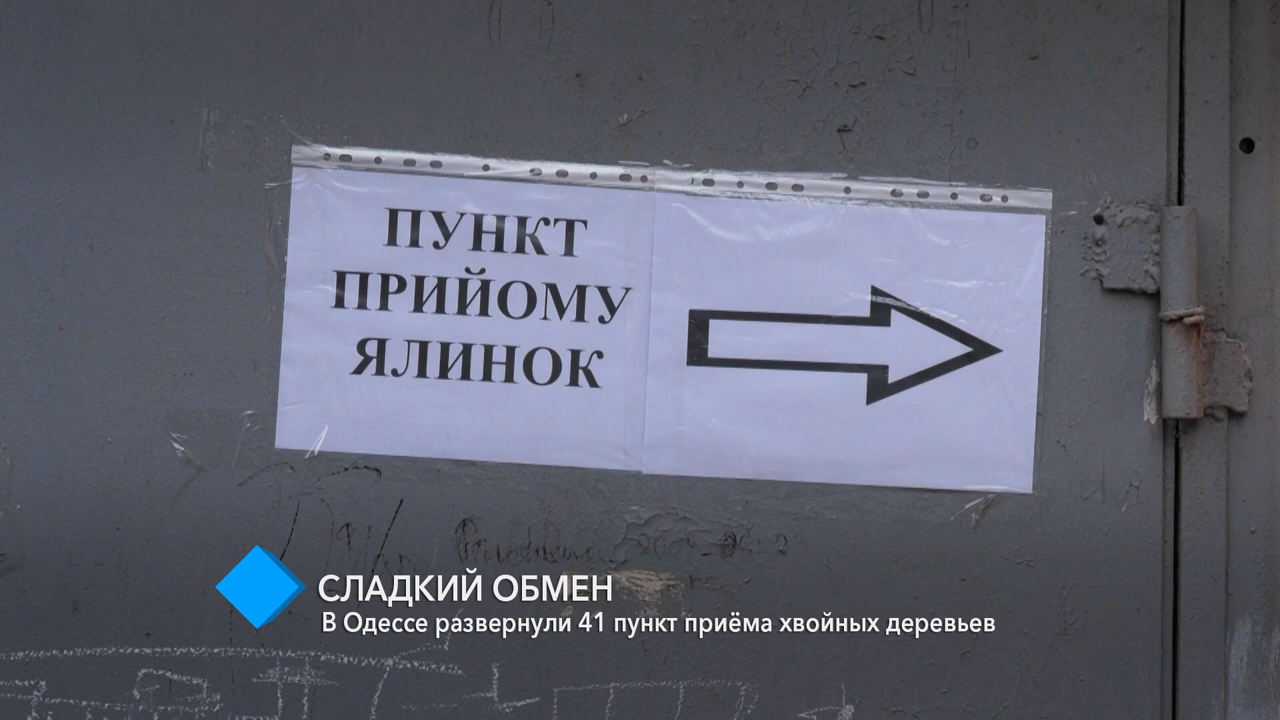 ПУНКТ
ПРИЙОМУ
ЯЛИНОК
СЛАДКИЙ ОБМЕН
В Одессе развернули 41 пункт приёма хвойных деревьев